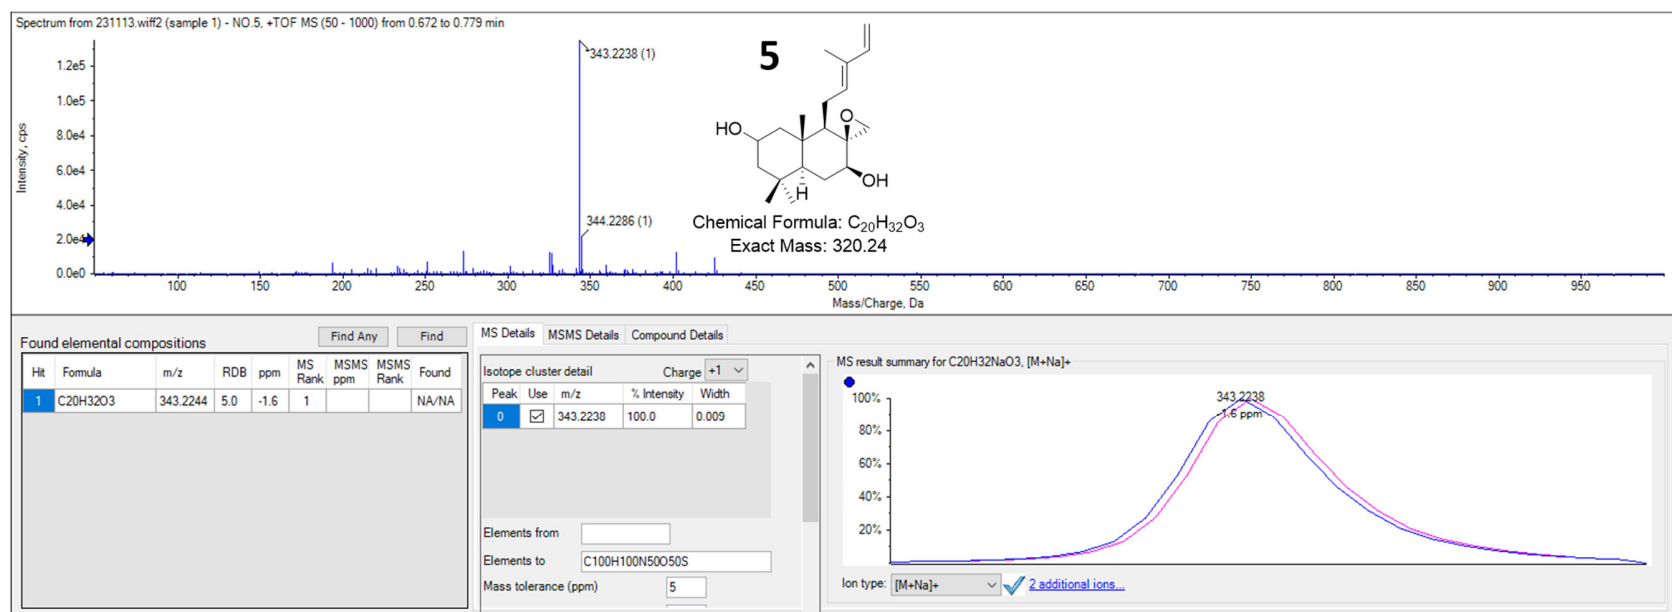 Spectrum from 231113.wiff2 (sample 1) - NO.5, +TOF MS (50 - 1000) from 0.672 to 0.779 min
Intensity, cps
1.2e5
1.0e5
8.0e4
6.0e4
4.0e4
2.0e4
0.0e0
343.2238 (1)
344.2286 (1)
5
HO
O
H
OH
Chemical Formula: C₂₀H₃₂O₃
Exact Mass: 320.24
100 150 200 250 300 350 400 450 500 550 600 650 700 750 800 850 900 950
Mass/Charge, Da
Found elemental compositions
Find Any Find
Hit Formula m/z RDB ppm MS Rank MSMS ppm MSMS Rank Found
1 C20H32O3 343.2244 5.0 -1.6 1 NA/NA
MS Details MSMS Details Compound Details
Isotope cluster detail Charge +1
Peak Use m/z % Intensity Width
0 343.2238 100.0 0.009
Elements from
Elements to C100H100N50O50S
Mass tolerance (ppm) 5
MS result summary for C20H32NaO3, [M+Na]+
100%
80%
60%
40%
20%
343.2238
-1.6 ppm
Ion type: [M+Na]+ 2 additional ions...